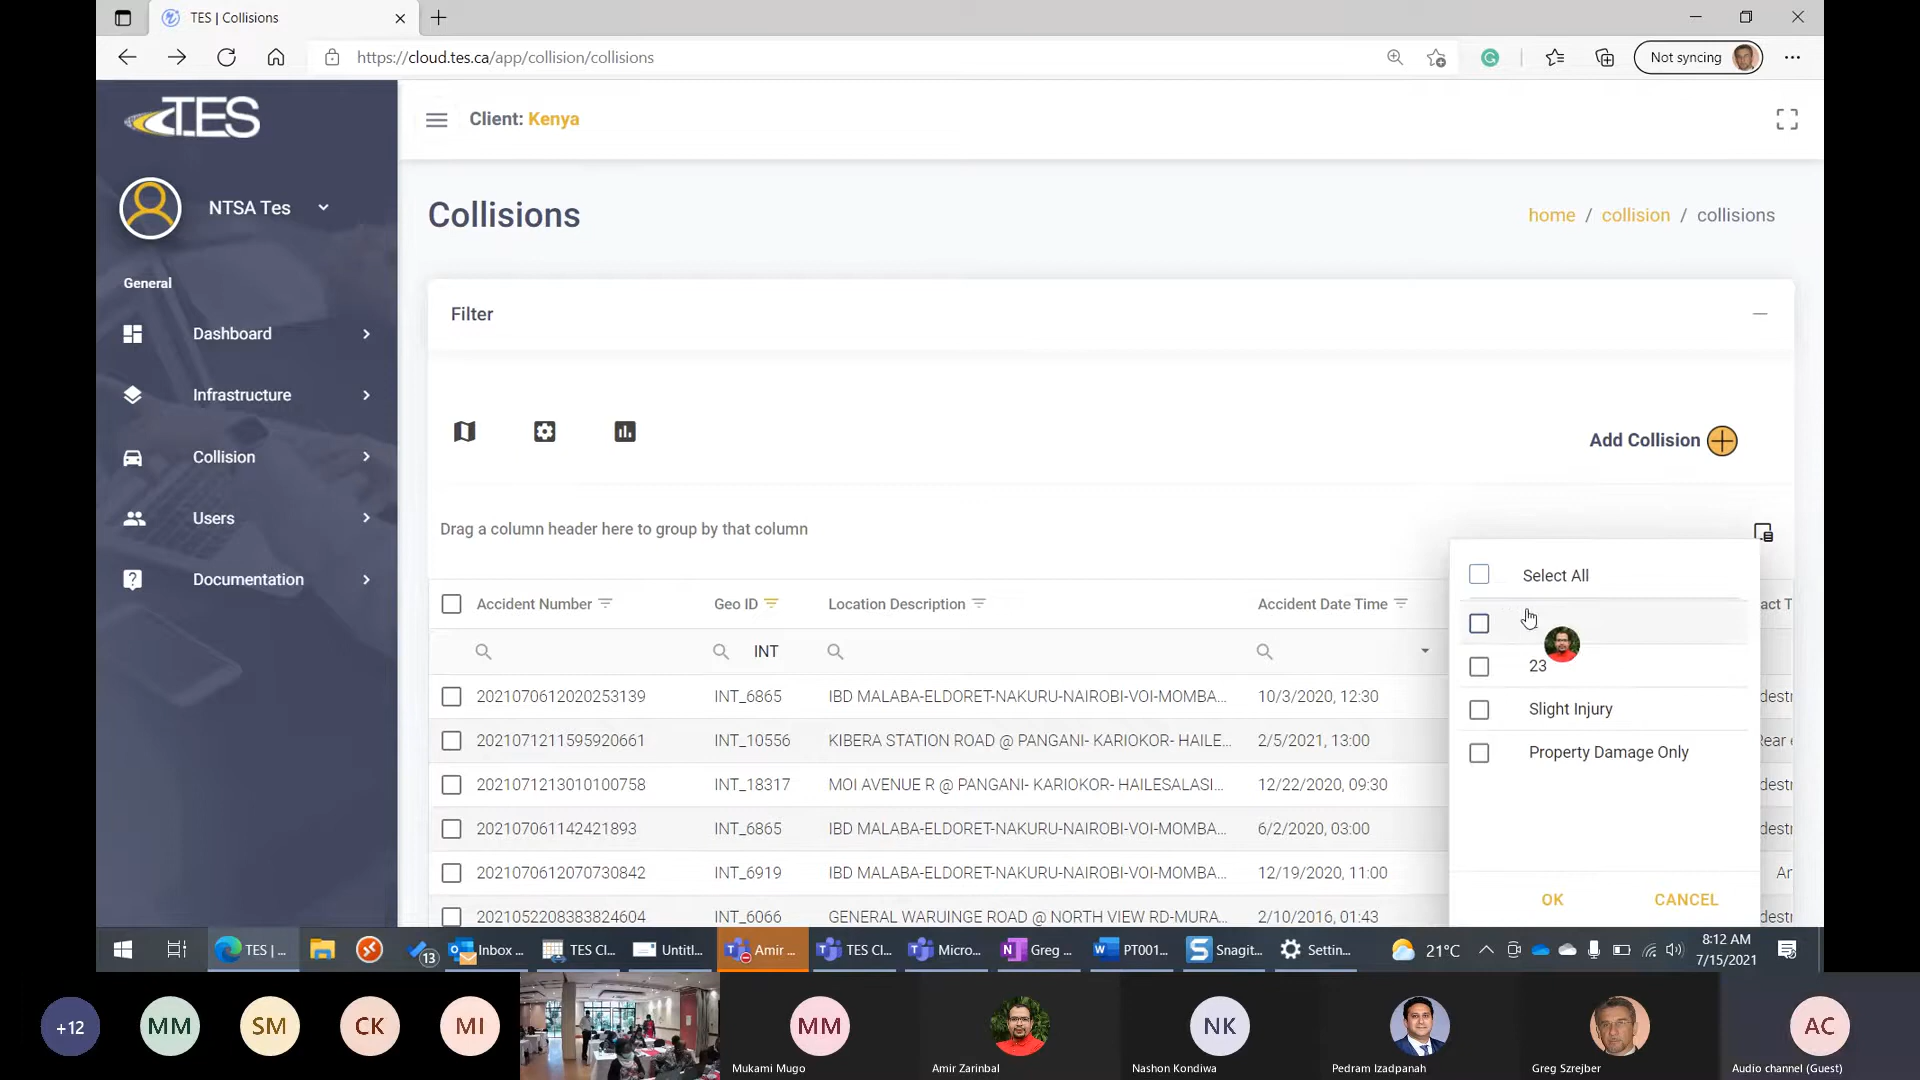 TES | Collisions
https://cloud.tes.ca/app/collision/collisions
Not syncing
TES
Client: Kenya
NTSA Tes
Collisions
home / collision / collisions
General
Filter
Dashboard
Infrastructure
Collision
Users
Documentation
Add Collision
Drag a column header here to group by that column
Select All
23
Slight Injury
Property Damage Only
OK CANCEL
Accident Number Geo ID Location Description Accident Date Time act T
INT
2021070612020253139 INT_6865 IBD MALABA-ELDORET-NAKURU-NAIROBI-VOI-MOMBA... 10/3/2020, 12:30 destr
2021071211595920661 INT_10556 KIBERA STATION ROAD @ PANGANI- KARIOKOR- HAILE... 2/5/2021, 13:00 Rear e
2021071213010100758 INT_18317 MOI AVENUE R @ PANGANI- KARIOKOR- HAILESALASI... 12/22/2020, 09:30 destr
202107061142421893 INT_6865 IBD MALABA-ELDORET-NAKURU-NAIROBI-VOI-MOMBA... 6/2/2020, 03:00 destr
2021070612070730842 INT_6919 IBD MALABA-ELDORET-NAKURU-NAIROBI-VOI-MOMBA... 12/19/2020, 11:00 Ar
2021052208383824604 INT_6066 GENERAL WARUINGE ROAD @ NORTH VIEW RD-MURA... 2/10/2016, 01:43
TES |... 13 Inbox ... TES Cl... Untitl... Amir ... TES Cl... Micro... Greg ... PT001... Snagit... Settin... 21°C 8:12 AM
7/15/2021
+12 MM SM CK MI MM NK AC
Mukami Mugo Amir Zarinbal Nashon Kondiwa Pedram Izadpanah Greg Szrejber Audio channel (Guest)